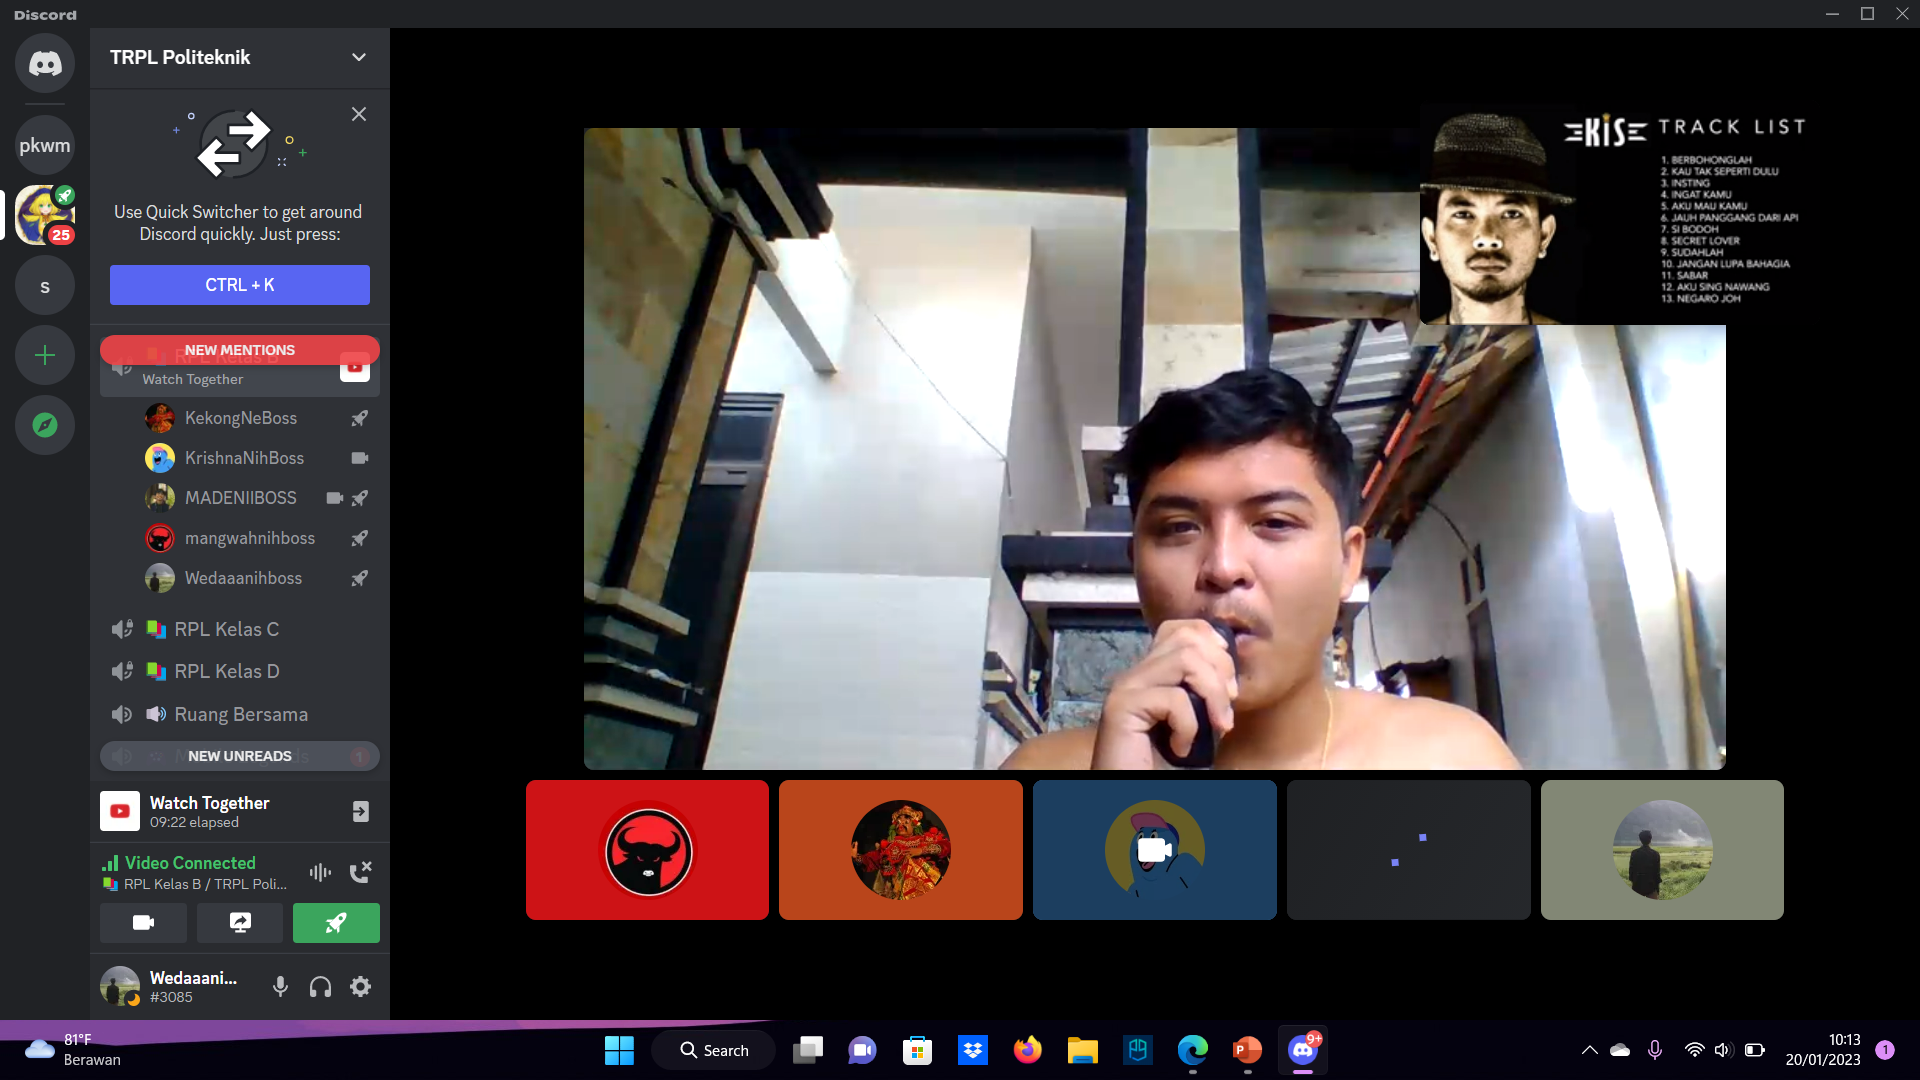 Discord
TRPL Politeknik
pkwm
25
s
Use Quick Switcher to get around
Discord quickly. Just press:
CTRL + K
NEW MENTIONS
RPL Kelas B
Watch Together
KekongNeBoss
KrishnaNihBoss
MADENIIBOSS
mangwahnihboss
Wedaaanihboss
RPL Kelas C
RPL Kelas D
Ruang Bersama
NEW UNREADS
1
Watch Together
09:22 elapsed
Video Connected
RPL Kelas B / TRPL Poli...
Wedaaani...
#3085
EKISE TRACK LIST
1. BERBOHONGLAH
2. KAU TAK SEPERTI DULU
3. INSTING
4. INGAT KAMU
5. AKU MAU KAMU
6. JAUH PANGGANG DARI API
7. SI BODOH
8. SECRET LOVER
9. SUDAHLAH
10. JANGAN LUPA BAHAGIA
11. SABAR
12. AKU SING NAWANG
13. NEGARO JOH
81°F
Berawan
Search
9+
10:13
20/01/2023
1